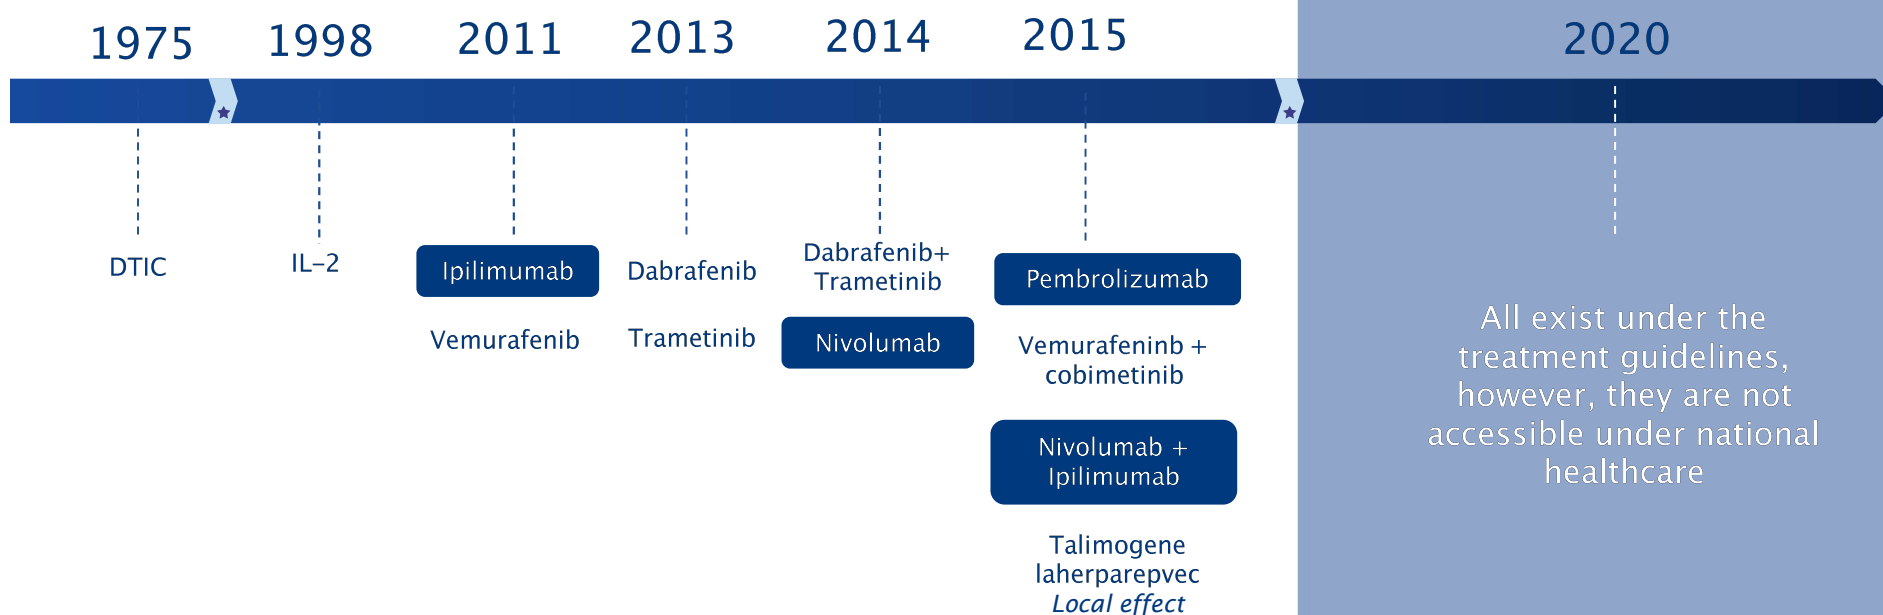 1975
1998
2011
2013
2014
2015
2020
DTIC
IL-2
Ipilimumab
Vemurafenib
Dabrafenib
Trametinib
Dabrafenib+
Trametinib
Nivolumab
Pembrolizumab
Vemurafeninb +
cobimetinib
Nivolumab +
Ipilimumab
Talimogene
laherparepvec
Local effect
All exist under the
treatment guidelines,
however, they are not
accessible under national
healthcare